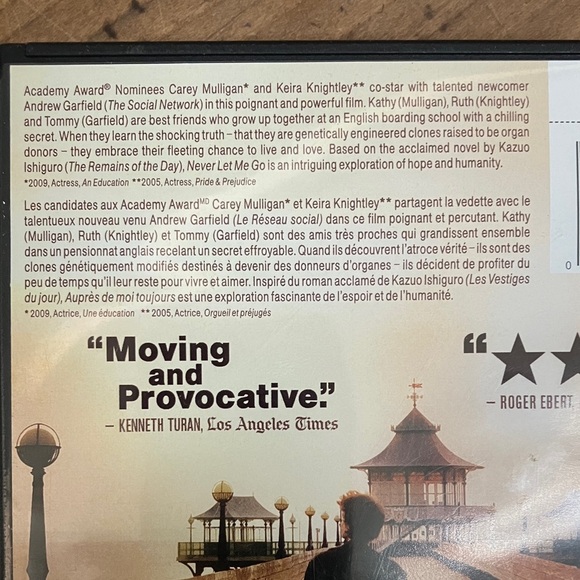 Academy Award® Nominees Carey Mulligan* and Keira Knightley** co-star with talented newcomer
Andrew Garfield (The Social Network) in this poignant and powerful film. Kathy (Mulligan), Ruth (Knightley)
and Tommy (Garfield) are best friends who grow up together at an English boarding school with a chilling
secret. When they learn the shocking truth – that they are genetically engineered clones raised to be organ
donors – they embrace their fleeting chance to live and love. Based on the acclaimed novel by Kazuo
Ishiguro (The Remains of the Day), Never Let Me Go is an intriguing exploration of hope and humanity.
*2009, Actress, An Education **2005, Actress, Pride & Prejudice
Les candidates aux Academy AwardMD Carey Mulligan* et Keira Knightley** partagent la vedette avec le
talentueux nouveau venu Andrew Garfield (Le Réseau social) dans ce film poignant et percutant. Kathy
(Mulligan), Ruth (Knightley) et Tommy (Garfield) sont des amis très proches qui grandissent ensemble
dans un pensionnat anglais recelant un secret effroyable. Quand ils découvrent l'atroce vérité – ils sont des
clones génétiquement modifiés destinés à devenir des donneurs d'organes – ils décident de profiter du
peu de temps qu'il leur reste pour vivre et aimer. Inspiré du roman acclamé de Kazuo Ishiguro (Les Vestiges
du jour), Auprès de moi toujours est une exploration fascinante de l'espoir et de l'humanité.
* 2009, Actrice, Une éducation ** 2005, Actrice, Orgueil et préjugés
“Moving
and
Provocative.”
– KENNETH TURAN, Los Angeles Times
“★★
– ROGER EBERT,
0